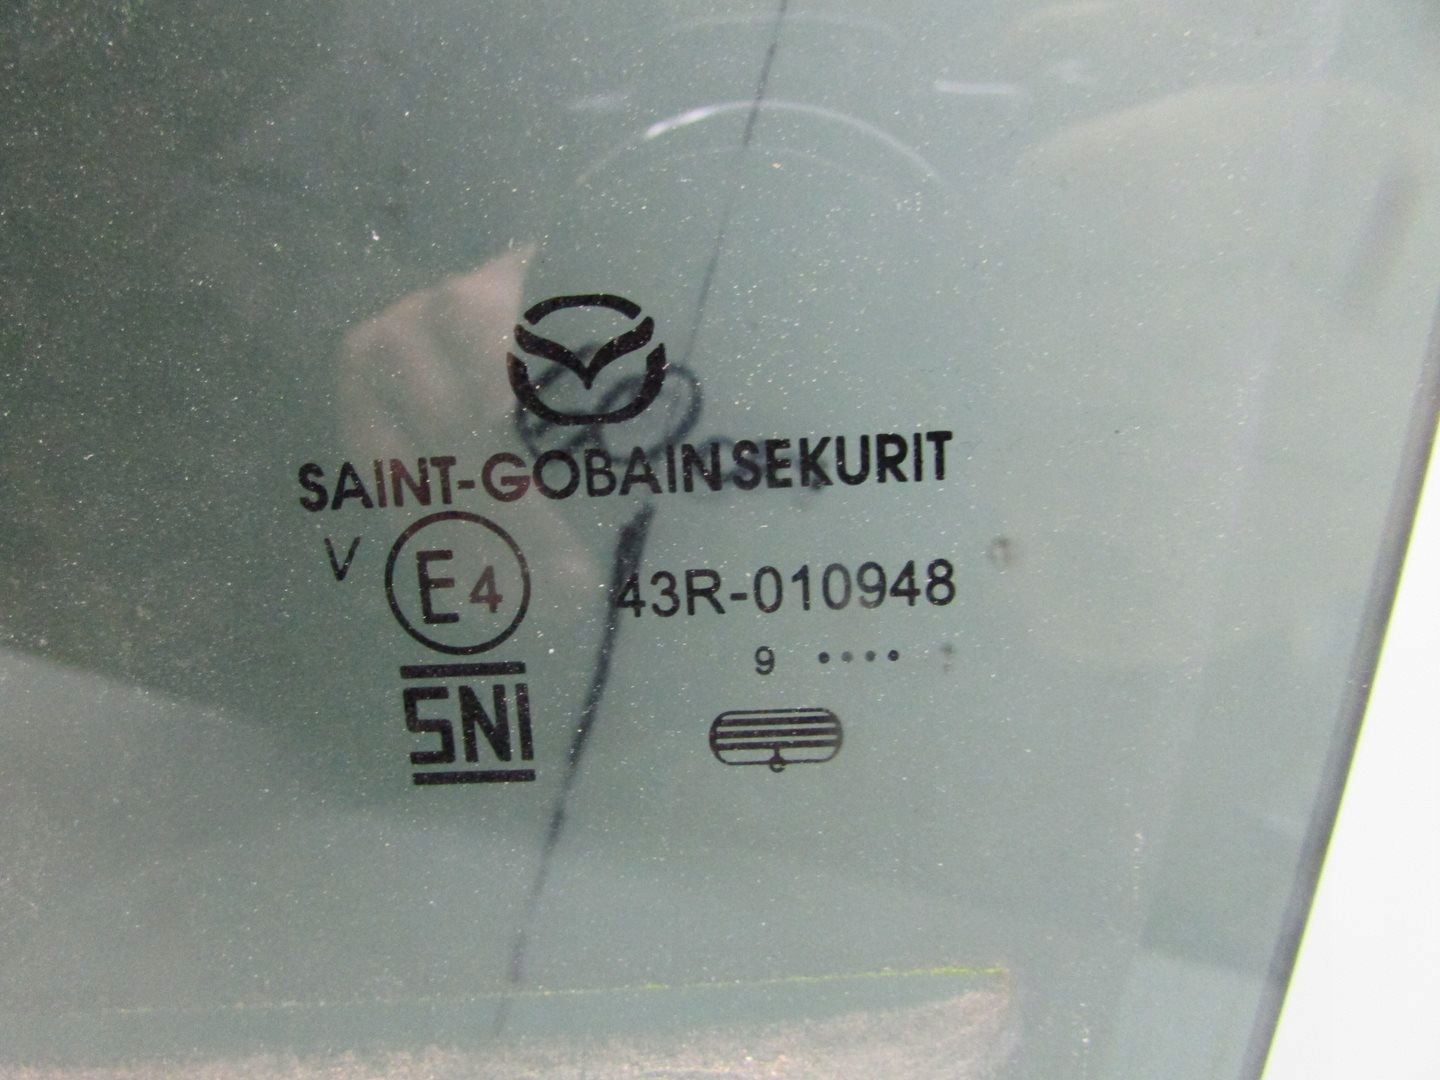 SAINT-GOBAIN SEKURIT
V E4 43R-010948
9 ····
SNI